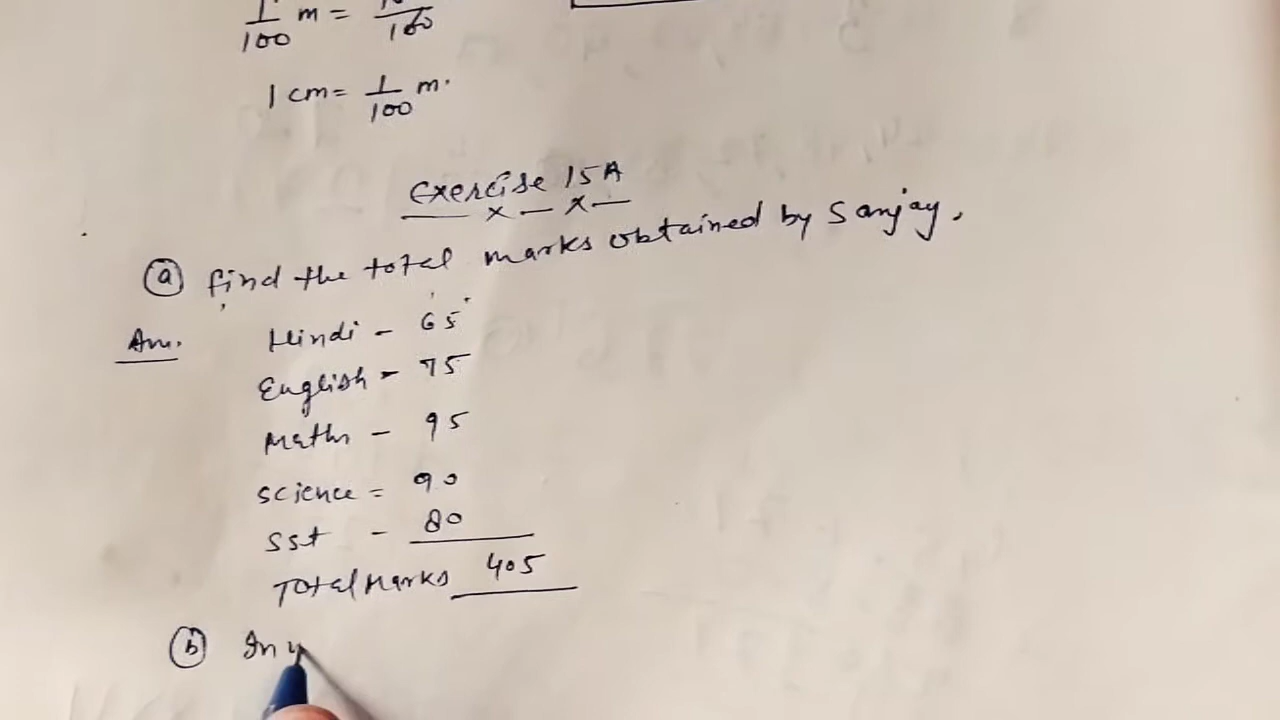 1/100 m = /100
1 cm = 1/100 m.
Exercise 15A
(a) find the total marks obtained by Sanjay.
Ans. Hindi - 65
English - 75
Maths - 95
Science = 90
SSt - 80
Total Marks 405
(b) In